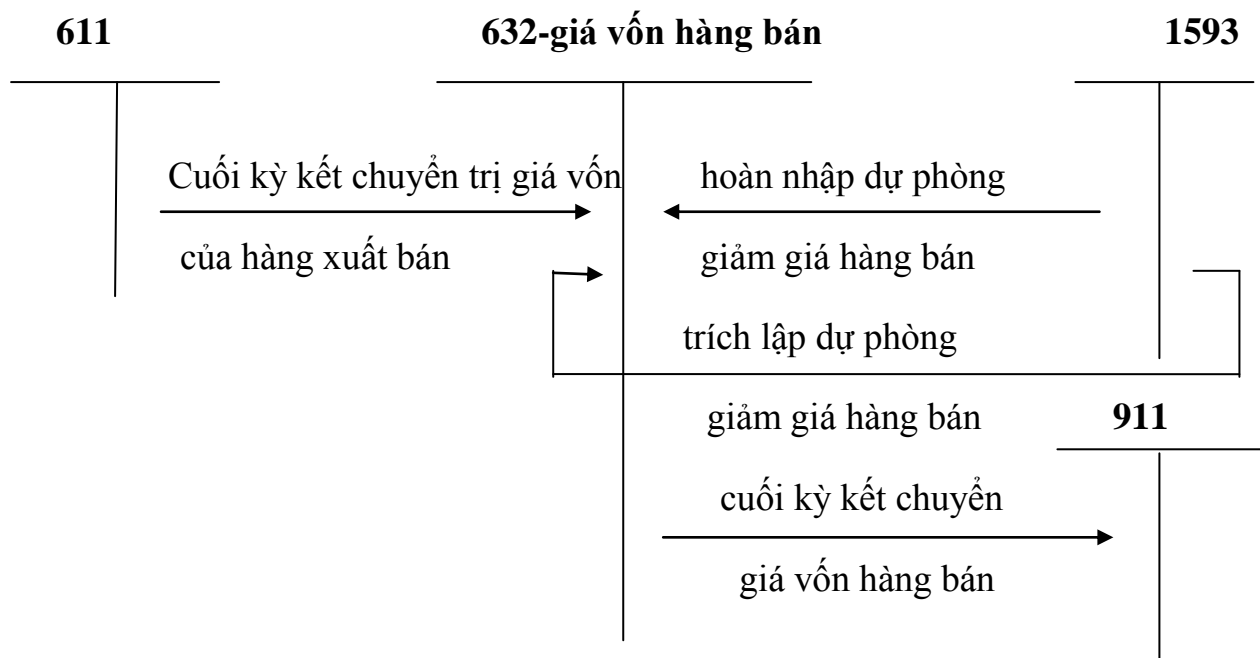 611
632-giá vốn hàng bán
1593
Cuối kỳ kết chuyển trị giá vốn
của hàng xuất bán
hoàn nhập dự phòng
giảm giá hàng bán
trích lập dự phòng
giảm giá hàng bán
911
cuối kỳ kết chuyển
giá vốn hàng bán